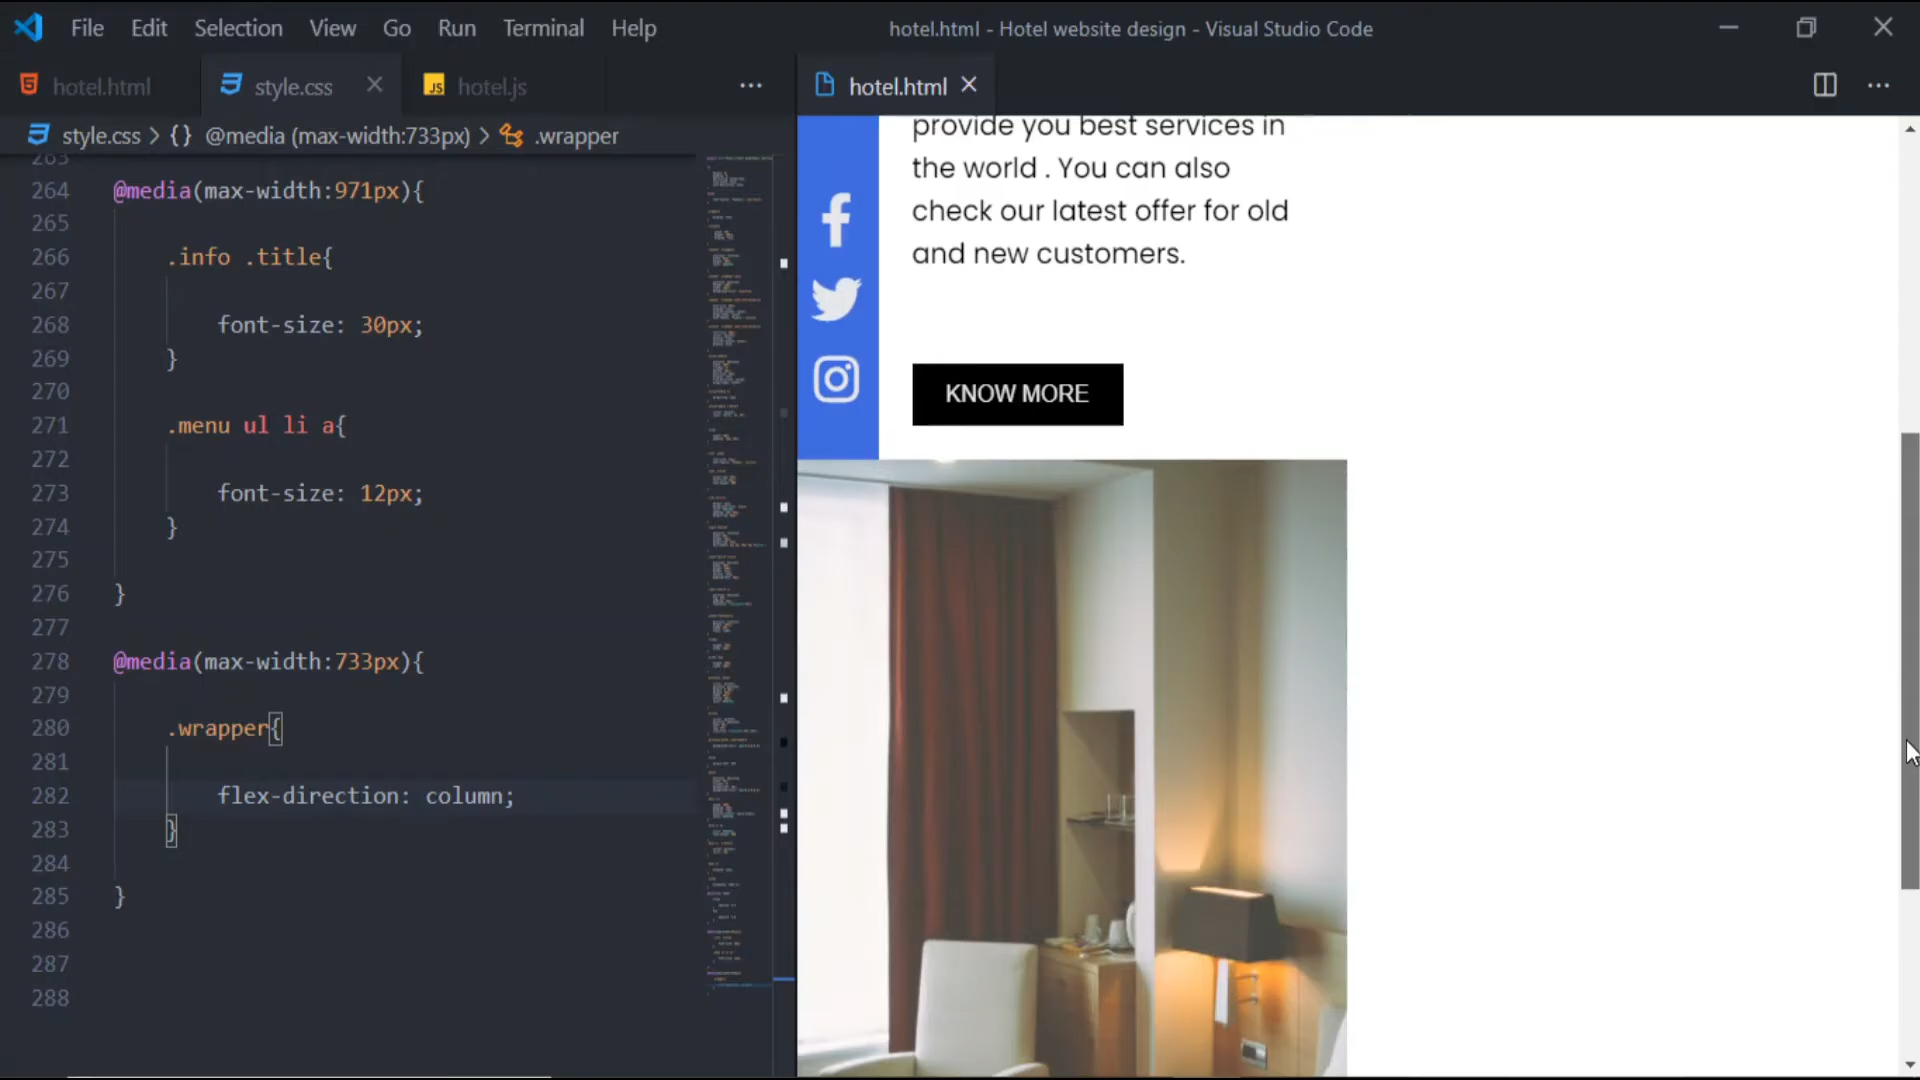 File Edit Selection View Go Run Terminal Help
hotel.html - Hotel website design - Visual Studio Code
hotel.html style.css hotel.js
hotel.html
style.css > {} @media (max-width:733px) > .wrapper
263
264 @media(max-width:971px){
265
266 .info .title{
267
268 font-size: 30px;
269 }
270
271 .menu ul li a{
272
273 font-size: 12px;
274 }
275
276 }
277
278 @media(max-width:733px){
279
280 .wrapper{
281
282 flex-direction: column;
283 }
284
285 }
286
287
288
provide you best services in
the world . You can also
check our latest offer for old
and new customers.
KNOW MORE